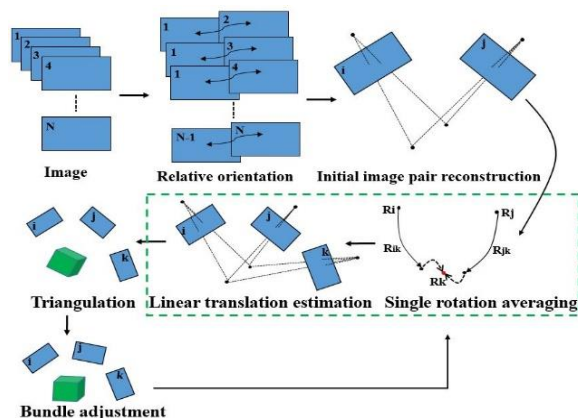 1
2
3
4
N
Image
1
2
1
3
1
4
N-1
N
Relative orientation
i
j
Initial image pair reconstruction
i
j
k
Triangulation
i
j
k
Linear translation estimation
Ri
Rj
Rik
Rjk
Rk
Single rotation averaging
i
j
k
Bundle adjustment